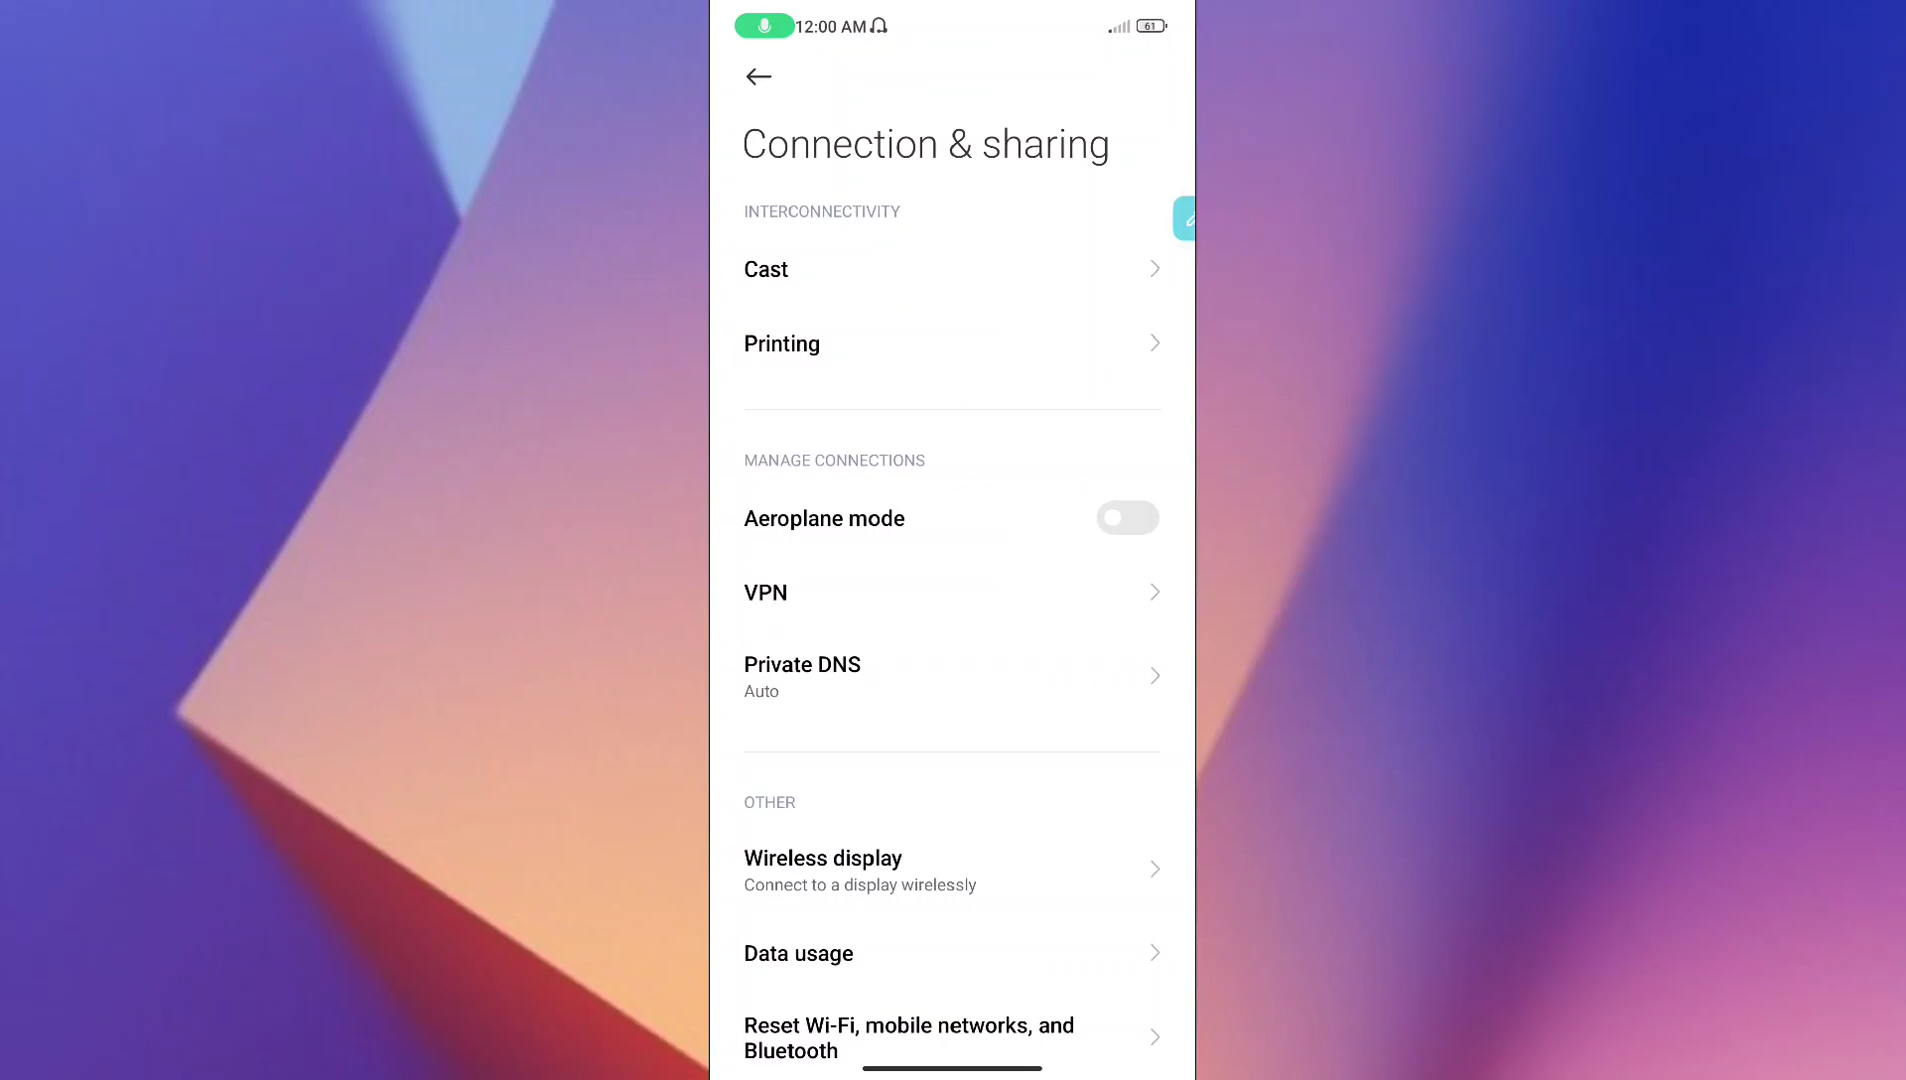 12:00 AM 61
Connection & sharing
INTERCONNECTIVITY
Cast
Printing
MANAGE CONNECTIONS
Aeroplane mode
VPN
Private DNS
Auto
OTHER
Wireless display
Connect to a display wirelessly
Data usage
Reset Wi-Fi, mobile networks, and
Bluetooth